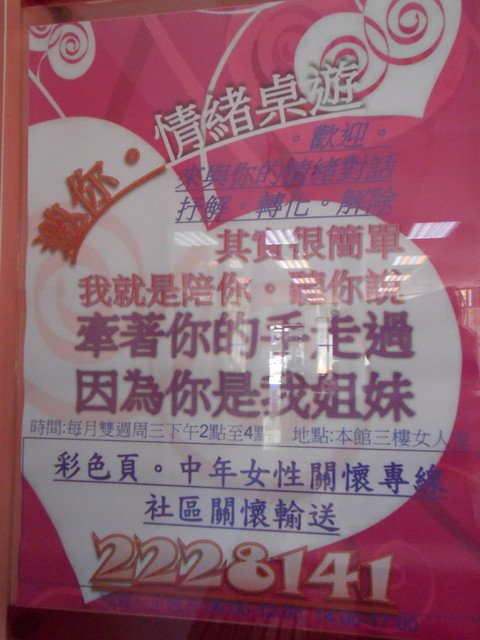 邀你。情緒桌遊
。歡迎。
來與你的情緒對話
抒解。轉化。解除
其實很簡單
我就是陪你。聽你說
牽著你的手走過
因為你是我姐妹
時間:每月雙週周三下午2點至4點 地點:本館三樓女人
彩色頁。中年女性關懷專線
社區關懷輸送
2228141